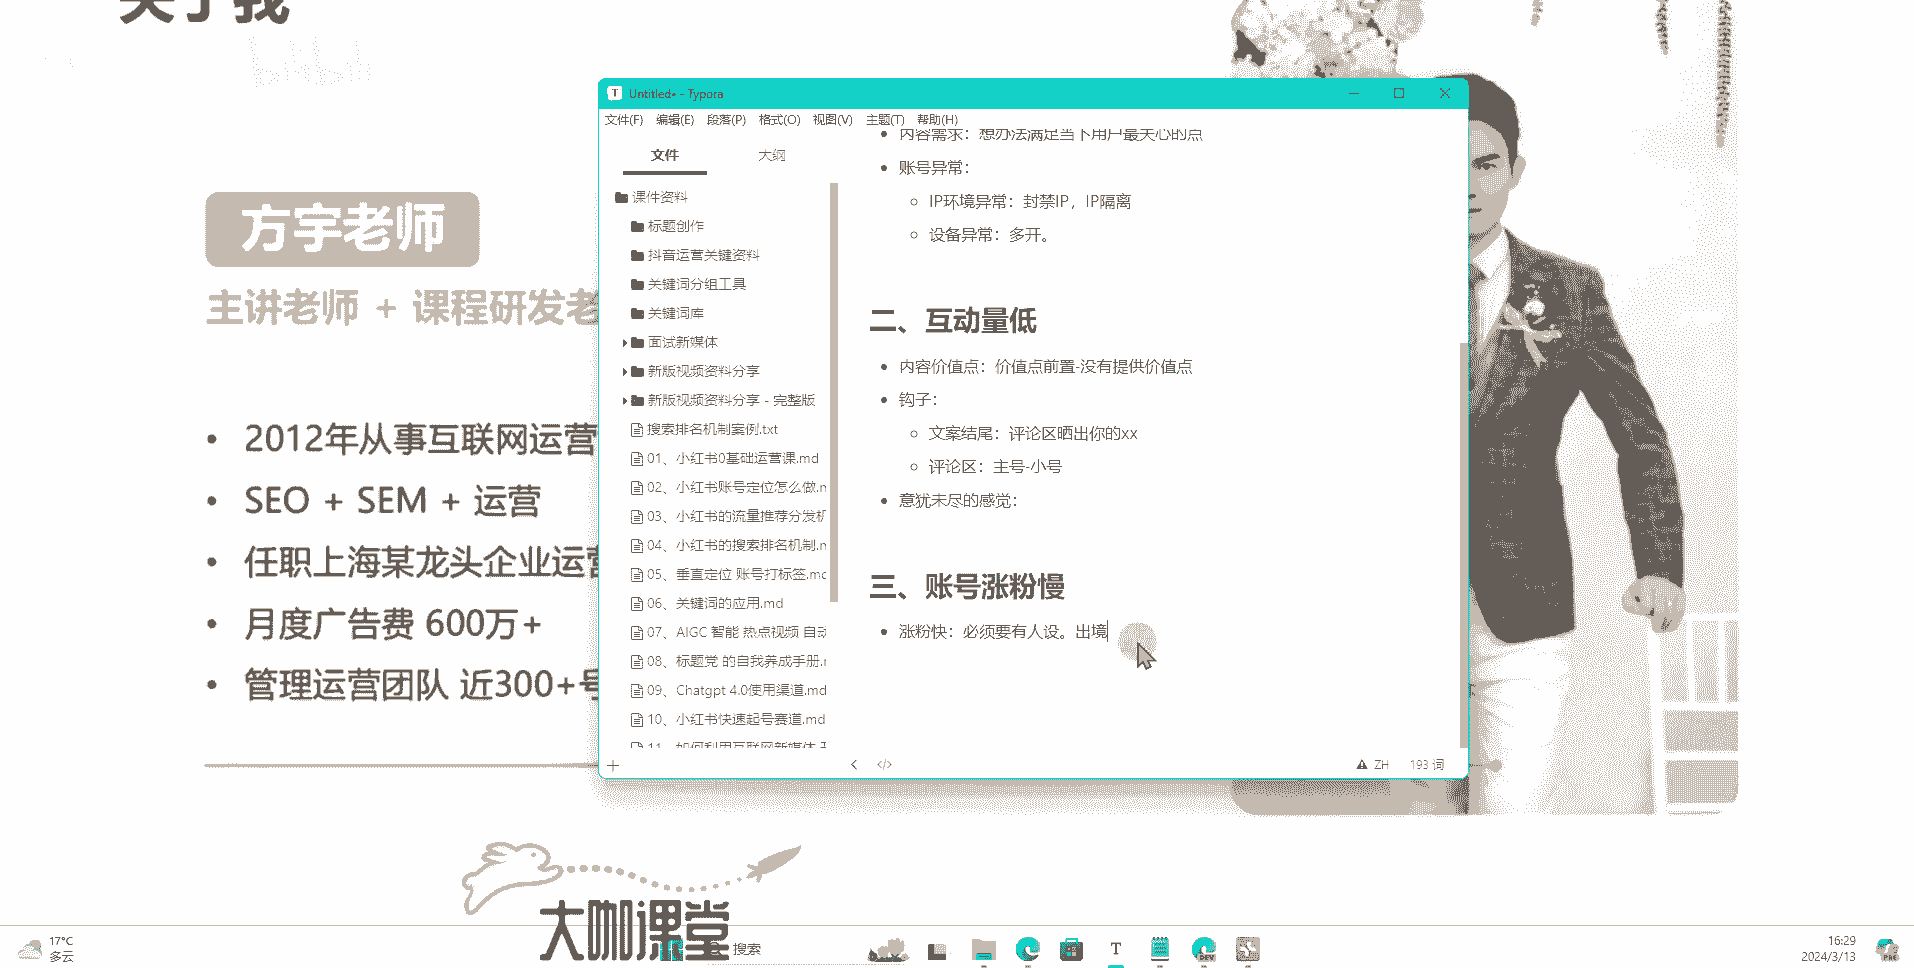 关于我
bilibili
方宇老师
主讲老师 + 课程研发老
• 2012年从事互联网运营
• SEO + SEM + 运营
• 任职上海某龙头企业运营
• 月度广告费 600万+
• 管理运营团队 近300+号
Untitled• - Typora
文件(F) 编辑(E) 段落(P) 格式(O) 视图(V) 主题(T) 帮助(H)
文件 大纲
课件资料
标题创作
抖音运营关键资料
关键词分组工具
关键词库
面试新媒体
新版视频资料分享
新版视频资料分享 - 完整版
搜索排名机制案例.txt
01、小红书0基础运营课.md
02、小红书账号定位怎么做.m
03、小红书的流量推荐分发机
04、小红书的搜索排名机制.m
05、垂直定位 账号打标签.md
06、关键词的应用.md
07、AIGC 智能 热点视频 自动
08、标题党 的自我养成手册.m
09、Chatgpt 4.0使用渠道.md
10、小红书快速起号赛道.md
11、如何利用互联网新媒体
• 内容需求：想办法满足当下用户最关心的点
• 账号异常：
IP环境异常：封禁IP，IP隔离
设备异常：多开。
二、互动量低
• 内容价值点：价值点前置-没有提供价值点
• 钩子：
文案结尾：评论区晒出你的xx
评论区：主号-小号
• 意犹未尽的感觉：
三、账号涨粉慢
• 涨粉快：必须要有人设。出境
ZH 193 词
大咖课堂
17°C
多云
搜索
16:29
2024/3/13